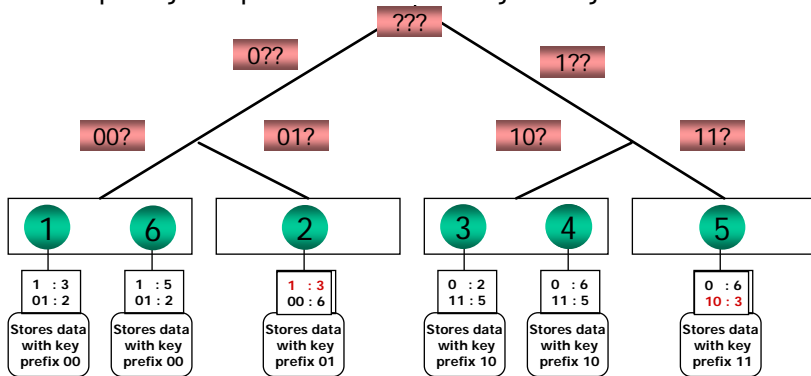 ???
0??
1??
00?
01?
10?
11?
1
6
2
3
4
5
1 : 3
01 : 2
1 : 5
01 : 2
1 : 3
00 : 6
0 : 2
11 : 5
0 : 6
11 : 5
0 : 6
10 : 3
Stores data
with key
prefix 00
Stores data
with key
prefix 00
Stores data
with key
prefix 01
Stores data
with key
prefix 10
Stores data
with key
prefix 10
Stores data
with key
prefix 11